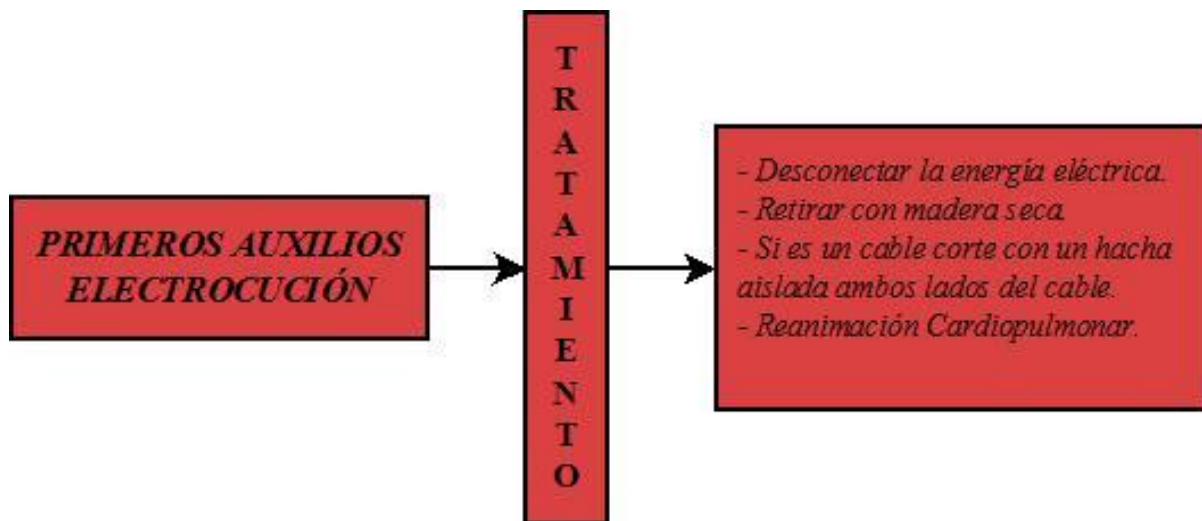 PRIMEROS AUXILIOS
ELECTROCUCIÓN
TRATAMIENTO
- Desconectar la energía eléctrica.
- Retirar con madera seca.
- Si es un cable corte con un hacha
aislada ambos lados del cable.
- Reanimación Cardiopulmonar.